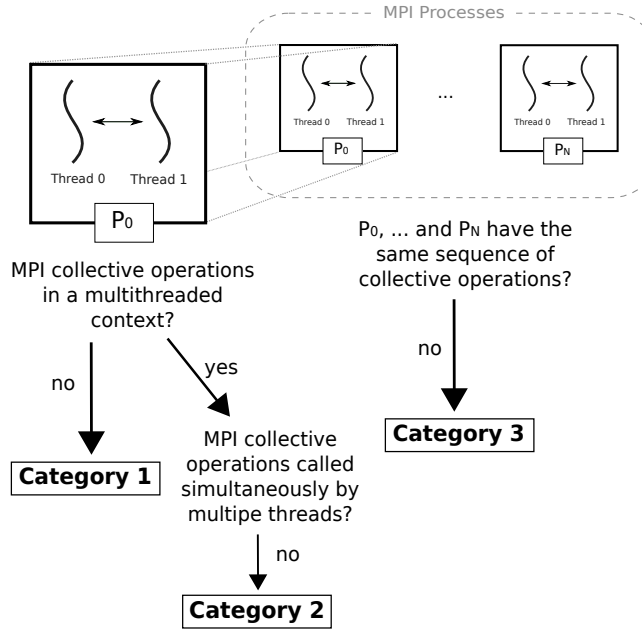 MPI Processes
Thread 0 Thread 1
P0
Thread 0 Thread 1
P0
...
Thread 0 Thread 1
PN
MPI collective operations
in a multithreaded
context?
P0, ... and PN have the
same sequence of
collective operations?
no
yes
no
Category 1
MPI collective
operations called
simultaneously by
multipe threads?
Category 3
no
Category 2